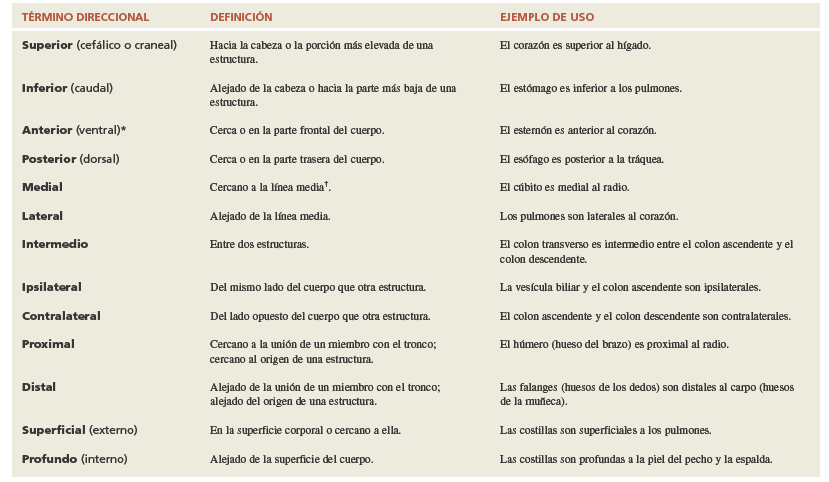 TÉRMINO DIRECCIONAL DEFINICIÓN EJEMPLO DE USO
Superior (cefálico o craneal) Hacia la cabeza o la porción más elevada de una El corazón es superior al hígado.
estructura.
Inferior (caudal) Alejado de la cabeza o hacia la parte más baja de una El estómago es inferior a los pulmones.
estructura.
Anterior (ventral)* Cerca o en la parte frontal del cuerpo. El esternón es anterior al corazón.
Posterior (dorsal) Cerca o en la parte trasera del cuerpo. El esófago es posterior a la tráquea.
Medial Cercano a la línea media†. El cúbito es medial al radio.
Lateral Alejado de la línea media. Los pulmones son laterales al corazón.
Intermedio Entre dos estructuras. El colon transverso es intermedio entre el colon ascendente y el
colon descendente.
Ipsilateral Del mismo lado del cuerpo que otra estructura. La vesícula biliar y el colon ascendente son ipsilaterales.
Contralateral Del lado opuesto del cuerpo que otra estructura. El colon ascendente y el colon descendente son contralaterales.
Proximal Cercano a la unión de un miembro con el tronco; El húmero (hueso del brazo) es proximal al radio.
cercano al origen de una estructura.
Distal Alejado de la unión de un miembro con el tronco; Las falanges (huesos de los dedos) son distales al carpo (huesos
alejado del origen de una estructura. de la muñeca).
Superficial (externo) En la superficie corporal o cercano a ella. Las costillas son superficiales a los pulmones.
Profundo (interno) Alejado de la superficie del cuerpo. Las costillas son profundas a la piel del pecho y la espalda.